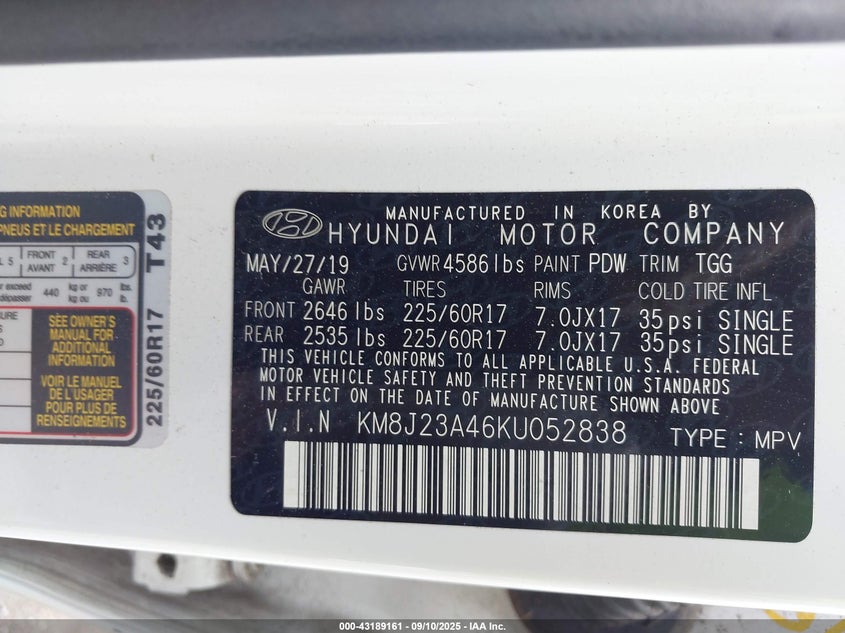 NG INFORMATION
PNEUS ET LE CHARGEMENT
FRONT
AVANT 2
REAR
ARRIÈRE 3
440 kg or
kg ou 970 lbs.
lb.
SEE OWNER'S
MANUAL FOR
ADDITIONAL
INFORMATION
VOIR LE MANUEL
DE L'USAGER
POUR PLUS DE
RENSEIGNEMENTS
225/60R17 T43
MANUFACTURED IN KOREA BY
HYUNDAI MOTOR COMPANY
MAY/27/19 GVWR 4586 lbs PAINT PDW TRIM TGG
GAWR TIRES RIMS COLD TIRE INFL
FRONT 2646 lbs 225/60R17 7.0JX17 35psi SINGLE
REAR 2535 lbs 225/60R17 7.0JX17 35psi SINGLE
THIS VEHICLE CONFORMS TO ALL APPLICABLE U.S.A. FEDERAL
MOTOR VEHICLE SAFETY AND THEFT PREVENTION STANDARDS
IN EFFECT ON THE DATE OF MANUFACTURE SHOWN ABOVE
V.I.N KM8J23A46KU052838 TYPE : MPV
000-43189161 - 09/10/2025 - IAA Inc.